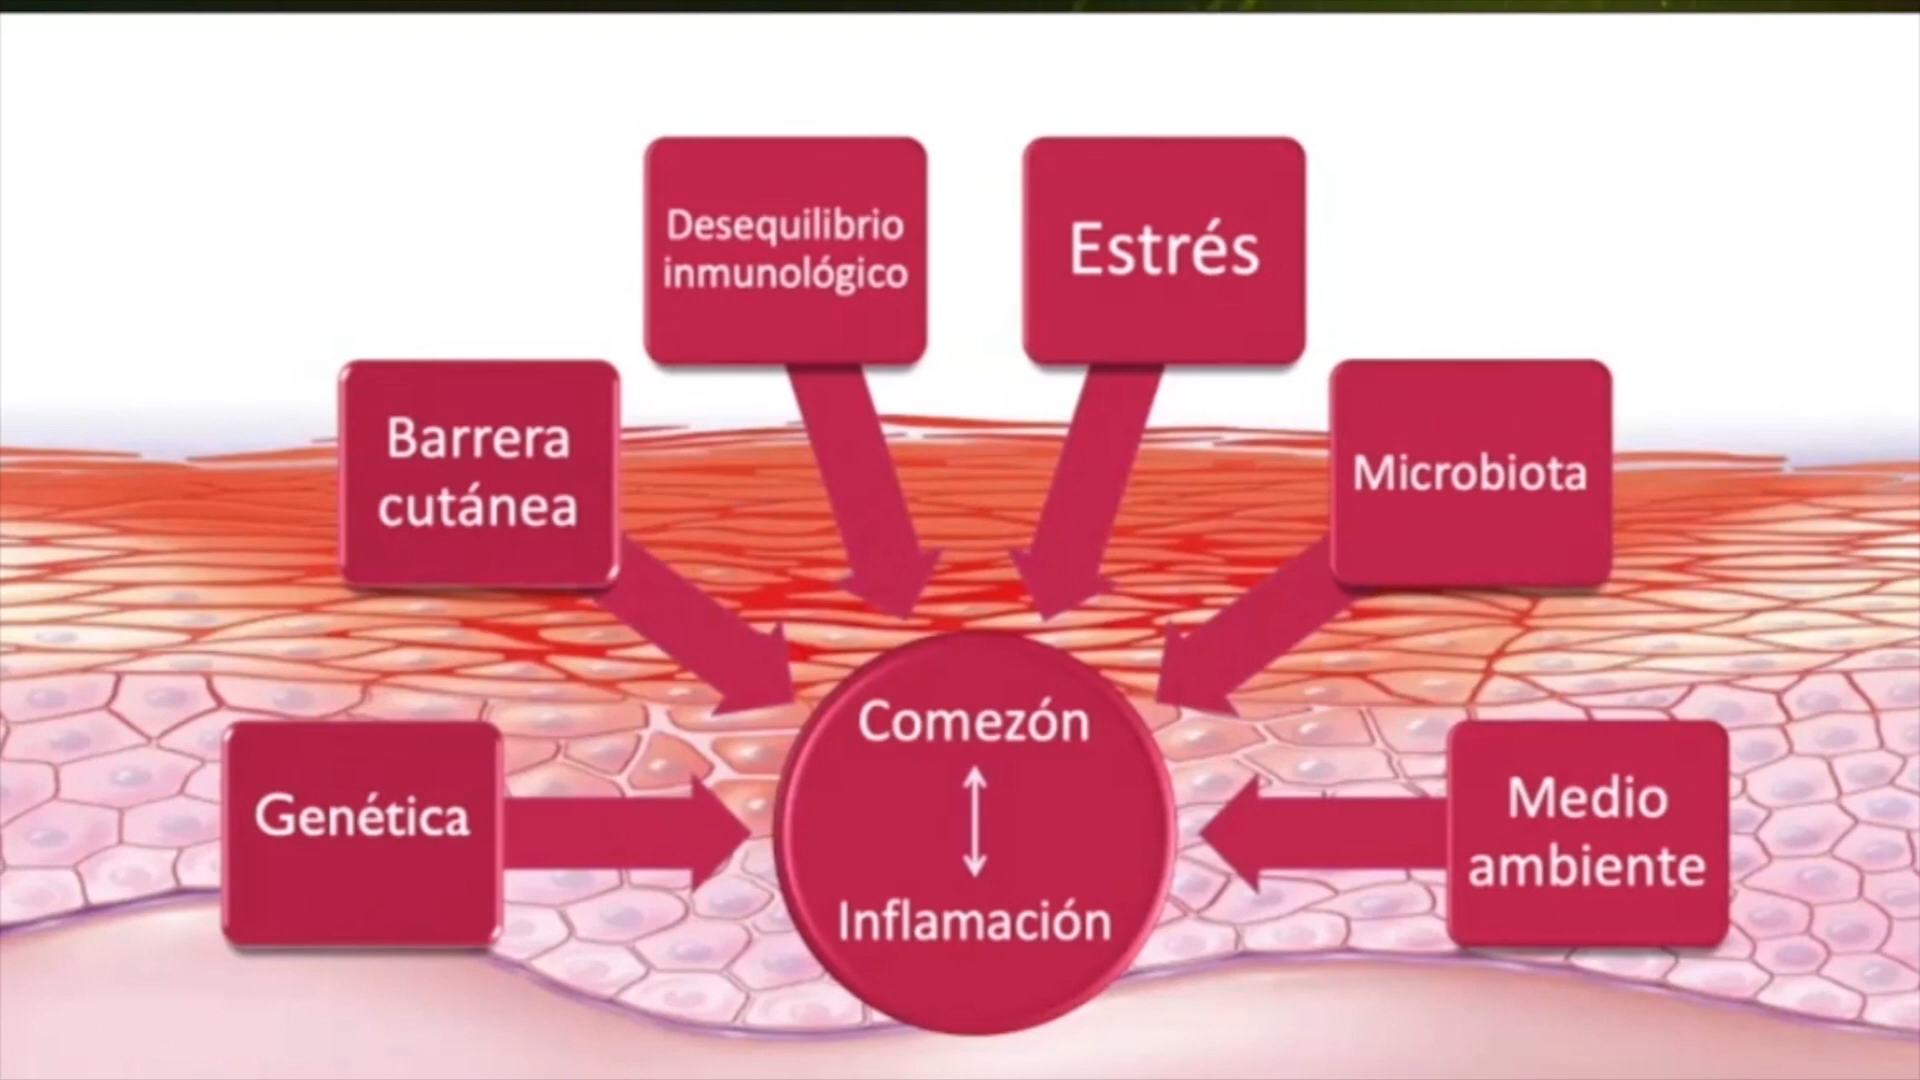 Desequilibrio
inmunológico
Estrés
Barrera
cutánea
Microbiota
Genética
Comezón
Inflamación
Medio
ambiente